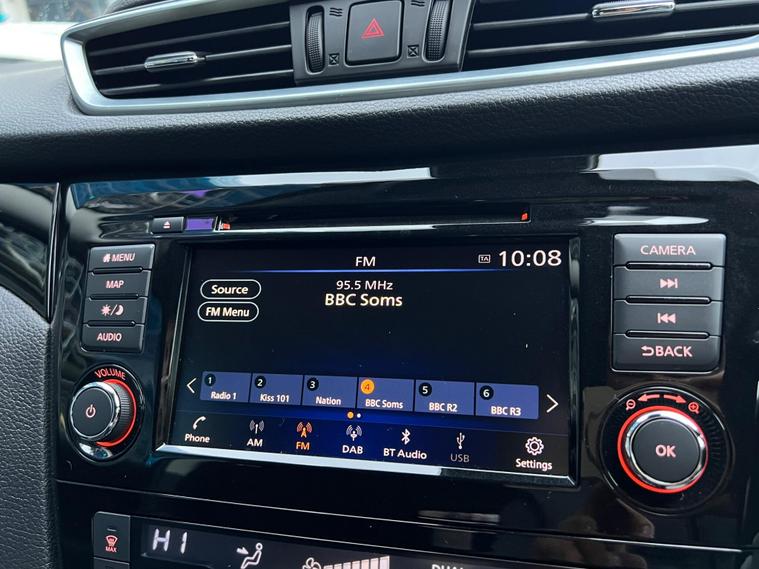 MENU
MAP
AUDIO
VOLUME
FM
TA
10:08
95.5 MHz
BBC Soms
Source
FM Menu
1
Radio 1
2
Kiss 101
3
Nation
4
BBC Soms
5
BBC R2
6
BBC R3
Phone
AM
FM
DAB
BT Audio
USB
Settings
CAMERA
BACK
OK
MAX
HI
DUAL